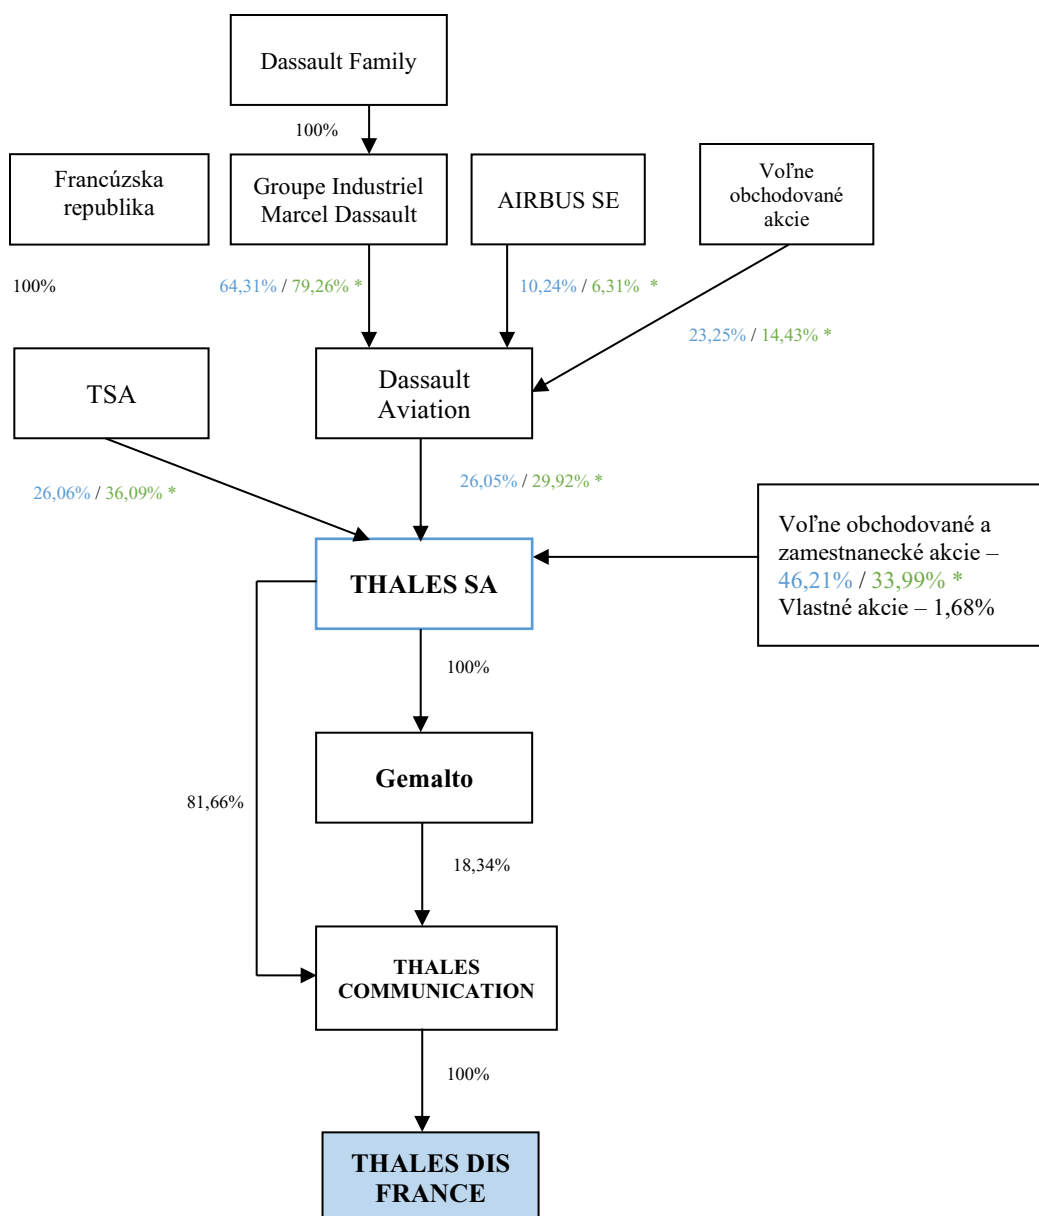 Dassault Family
100%
Francúzska
republika
Groupe Industriel
Marcel Dassault
AIRBUS SE
Voľne
obchodované
akcie
100%
64,31% / 79,26% *
10,24% / 6,31%  *
23,25% / 14,43% *
TSA
Dassault
Aviation
26,06% / 36,09% *
26,05% / 29,92% *
Voľne obchodované a
zamestnanecké akcie –
46,21% / 33,99% *
Vlastné akcie – 1,68%
THALES SA
100%
Gemalto
81,66%
18,34%
THALES
COMMUNICATION
100%
THALES DIS
FRANCE